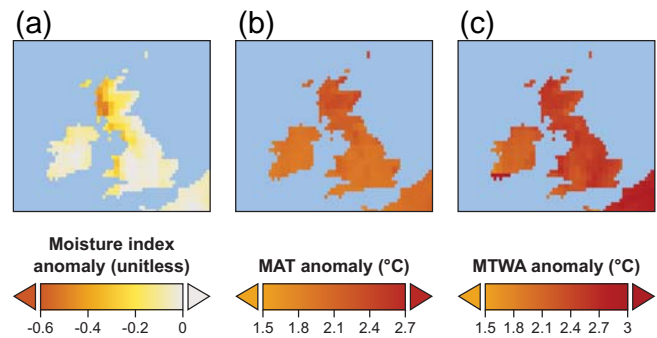 (a) (b) (c)
Moisture index
anomaly (unitless)
-0.6 -0.4 -0.2 0
MAT anomaly (°C)
1.5 1.8 2.1 2.4 2.7
MTWA anomaly (°C)
1.5 1.8 2.1 2.4 2.7 3